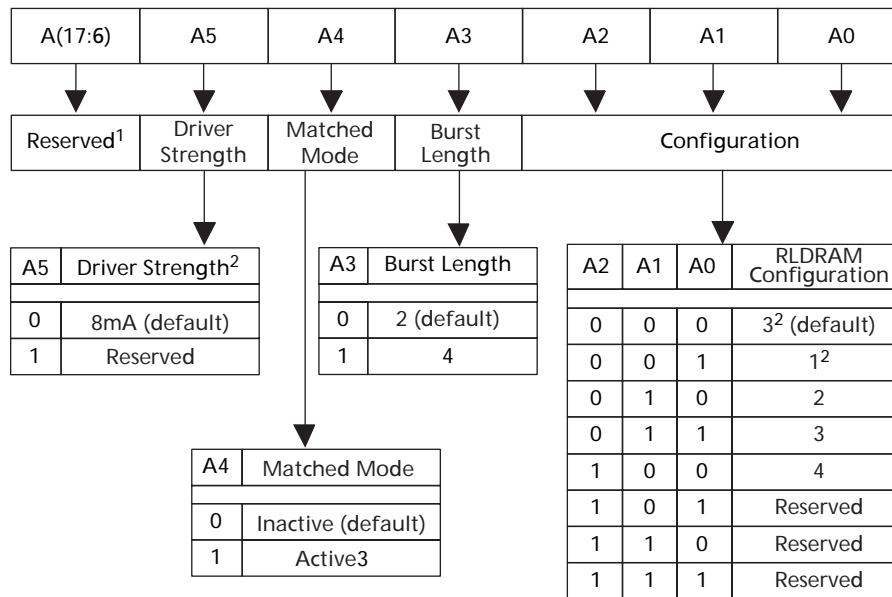 A(17:6) A5 A4 A3 A2 A1 A0
Reserved1 Driver Strength Matched Mode Burst Length Configuration
A5 Driver Strength2
0 8mA (default)
1 Reserved
A3 Burst Length
0 2 (default)
1 4
A4 Matched Mode
0 Inactive (default)
1 Active3
A2 A1 A0 RLDRAM Configuration
0 0 0 3² (default)
0 0 1 1²
0 1 0 2
0 1 1 3
1 0 0 4
1 0 1 Reserved
1 1 0 Reserved
1 1 1 Reserved